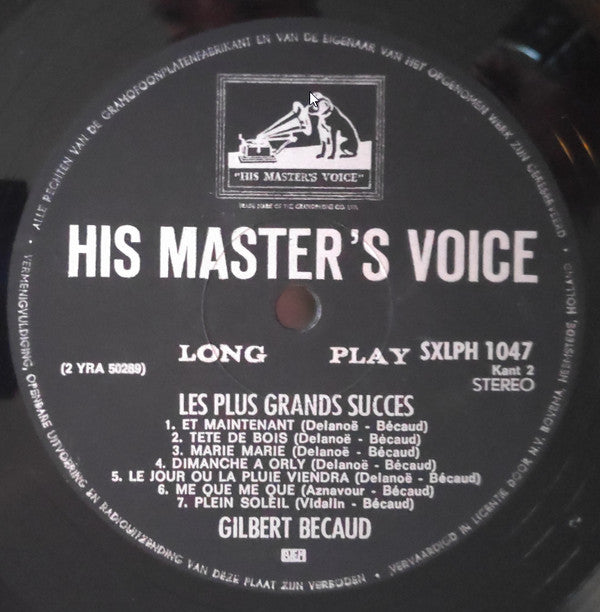 ALLE RECHTEN VAN DE GRAMOFOONPLATENFABRIKANT EN VAN DE EIGENAAR VAN HET OPGENOMEN WERK ZIJN GERESERVEERD
"HIS MASTER'S VOICE"
TRADE MARK OF THE GRAMOPHONE CO. LTD.
HIS MASTER'S VOICE
LONG PLAY SXLPH 1047
(2 YRA 50289) Kant 2
STEREO
LES PLUS GRANDS SUCCES
1. ET MAINTENANT (Delanoë - Bécaud)
2. TETE DE BOIS (Delanoë - Bécaud)
3. MARIE MARIE (Delanoë - Bécaud)
4. DIMANCHE A ORLY (Delanoë - Bécaud)
5. LE JOUR OU LA PLUIE VIENDRA (Delanoë - Bécaud)
6. ME QUE ME QUE (Aznavour - Bécaud)
7. PLEIN SOLEIL (Vidalin - Bécaud)
GILBERT BECAUD
VERMENIGVULDIGING, OPENBARE UITVOERING EN RADIOUITZENDING VAN DEZE PLAAT ZIJN VERBODEN •
VERVAARDIGD IN LICENTIE DOOR N.V. BOVEMA, HEEMSTEDE, HOLLAND